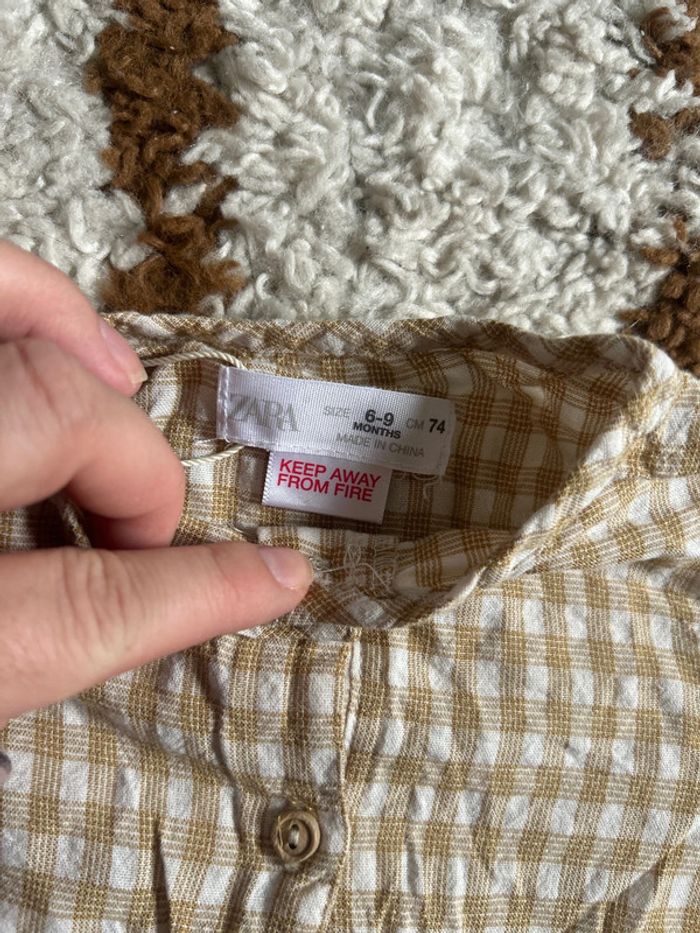 ZARA SIZE 6-9 CM 74
MONTHS
MADE IN CHINA
KEEP AWAY
FROM FIRE